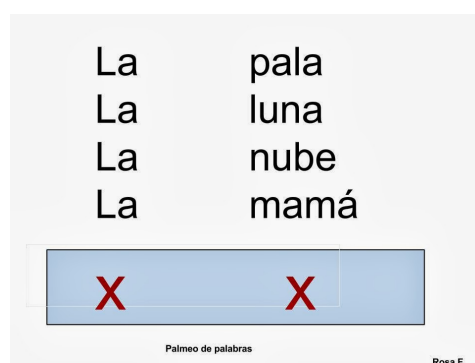 La pala
La luna
La nube
La mamá
X X
Palmeo de palabras
Rosa F.